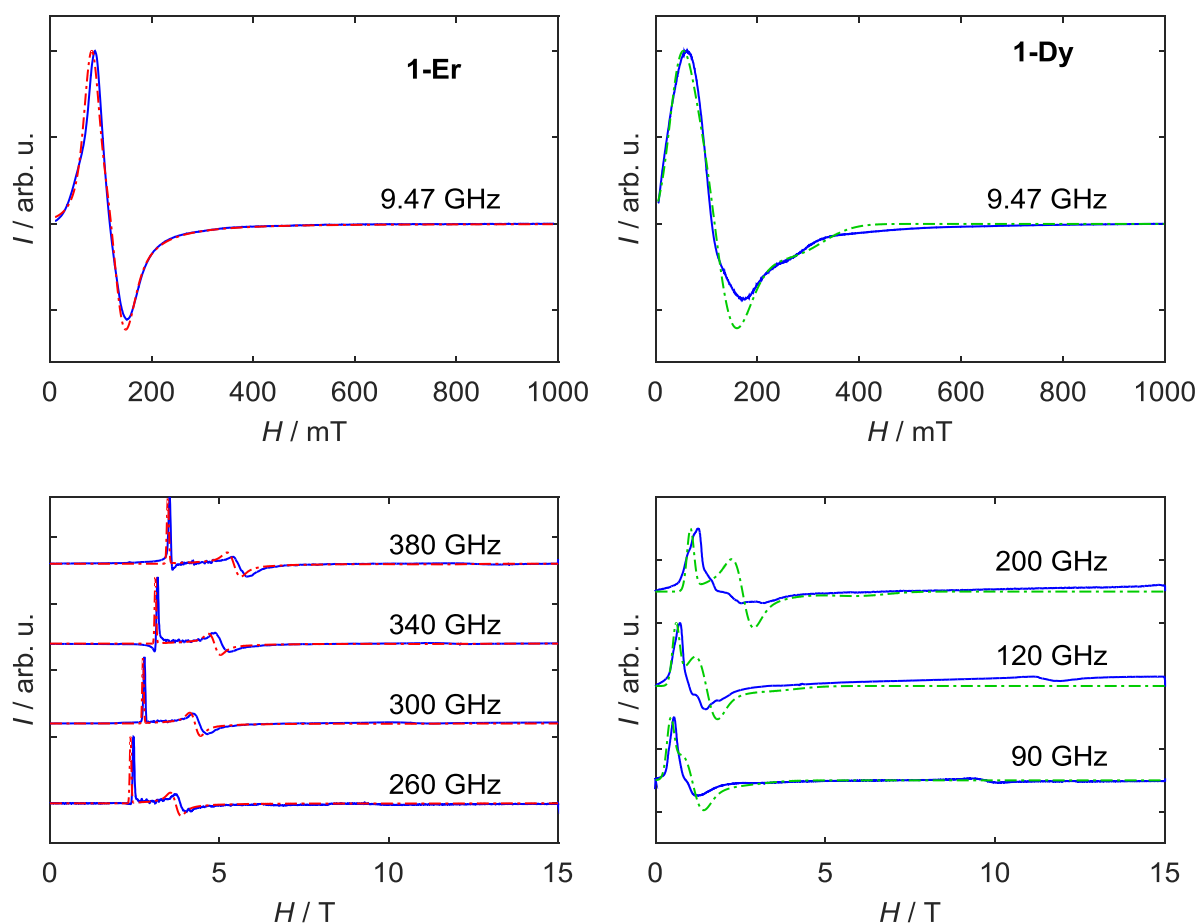 1-Er
9.47 GHz
I / arb. u.
0 200 400 600 800 1000
H / mT
1-Dy
9.47 GHz
I / arb. u.
0 200 400 600 800 1000
H / mT
380 GHz
340 GHz
300 GHz
260 GHz
I / arb. u.
0 5 10 15
H / T
200 GHz
120 GHz
90 GHz
I / arb. u.
0 5 10 15
H / T